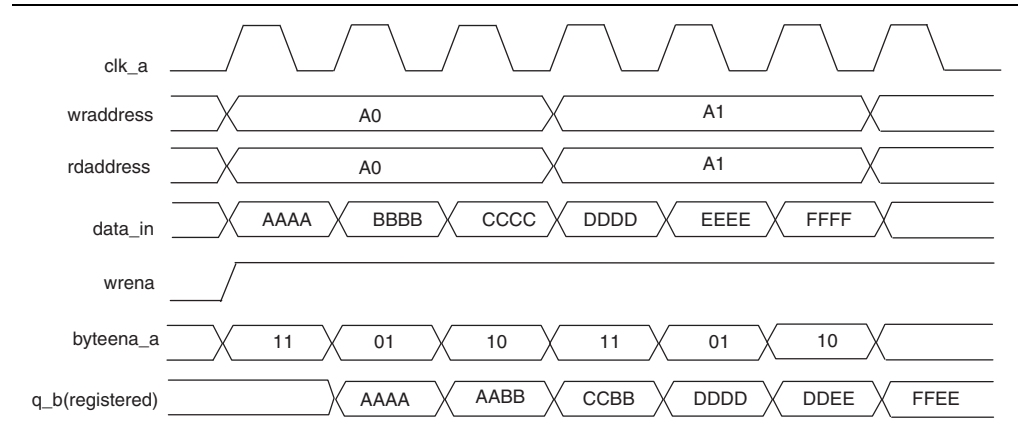 clk_a
wraddress A0 A1
rdaddress A0 A1
data_in AAAA BBBB CCCC DDDD EEEE FFFF
wrena
byteena_a 11 01 10 11 01 10
q_b(registered) AAAA AABB CCBB DDDD DDEE FFEE